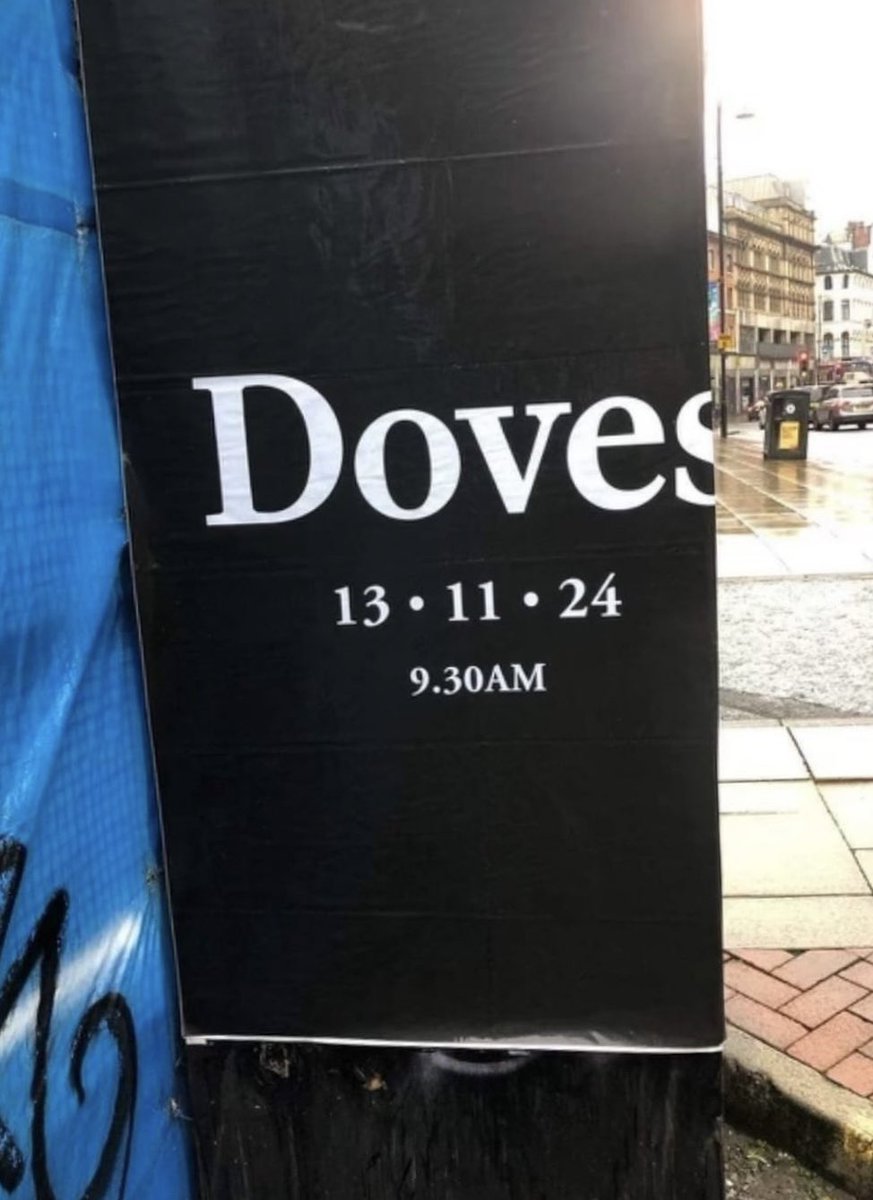 Doves
13 • 11 • 24
9.30AM